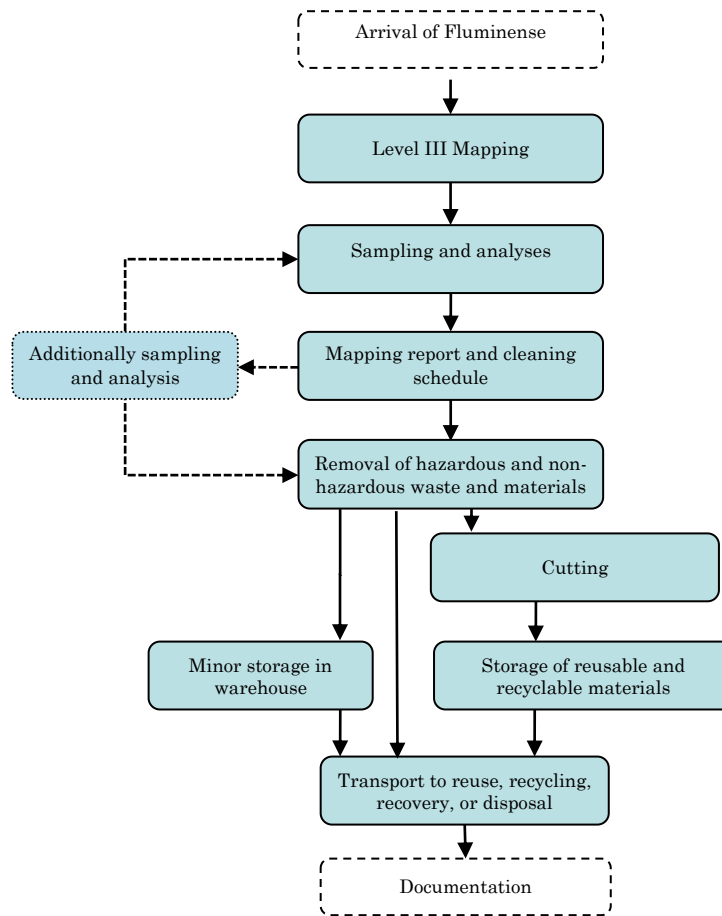 Arrival of Fluminense
Level III Mapping
Sampling and analyses
Additionally sampling
and analysis
Mapping report and cleaning
schedule
Removal of hazardous and non-
hazardous waste and materials
Cutting
Minor storage in
warehouse
Storage of reusable and
recyclable materials
Transport to reuse, recycling,
recovery, or disposal
Documentation